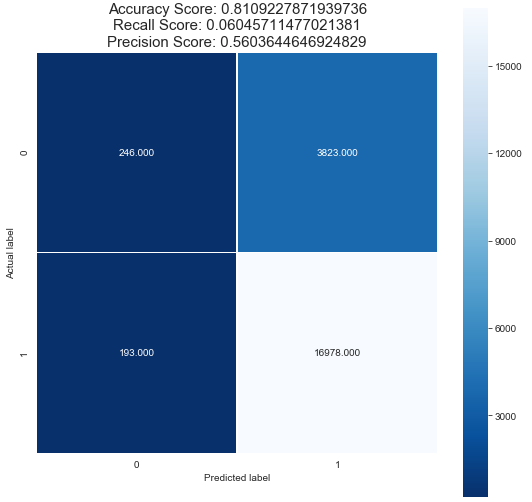 Accuracy Score: 0.8109227871939736
Recall Score: 0.06045711477021381
Precision Score: 0.5603644646924829
246.000
3823.000
193.000
16978.000
0
1
Actual label
0
1
Predicted label
15000
12000
9000
6000
3000